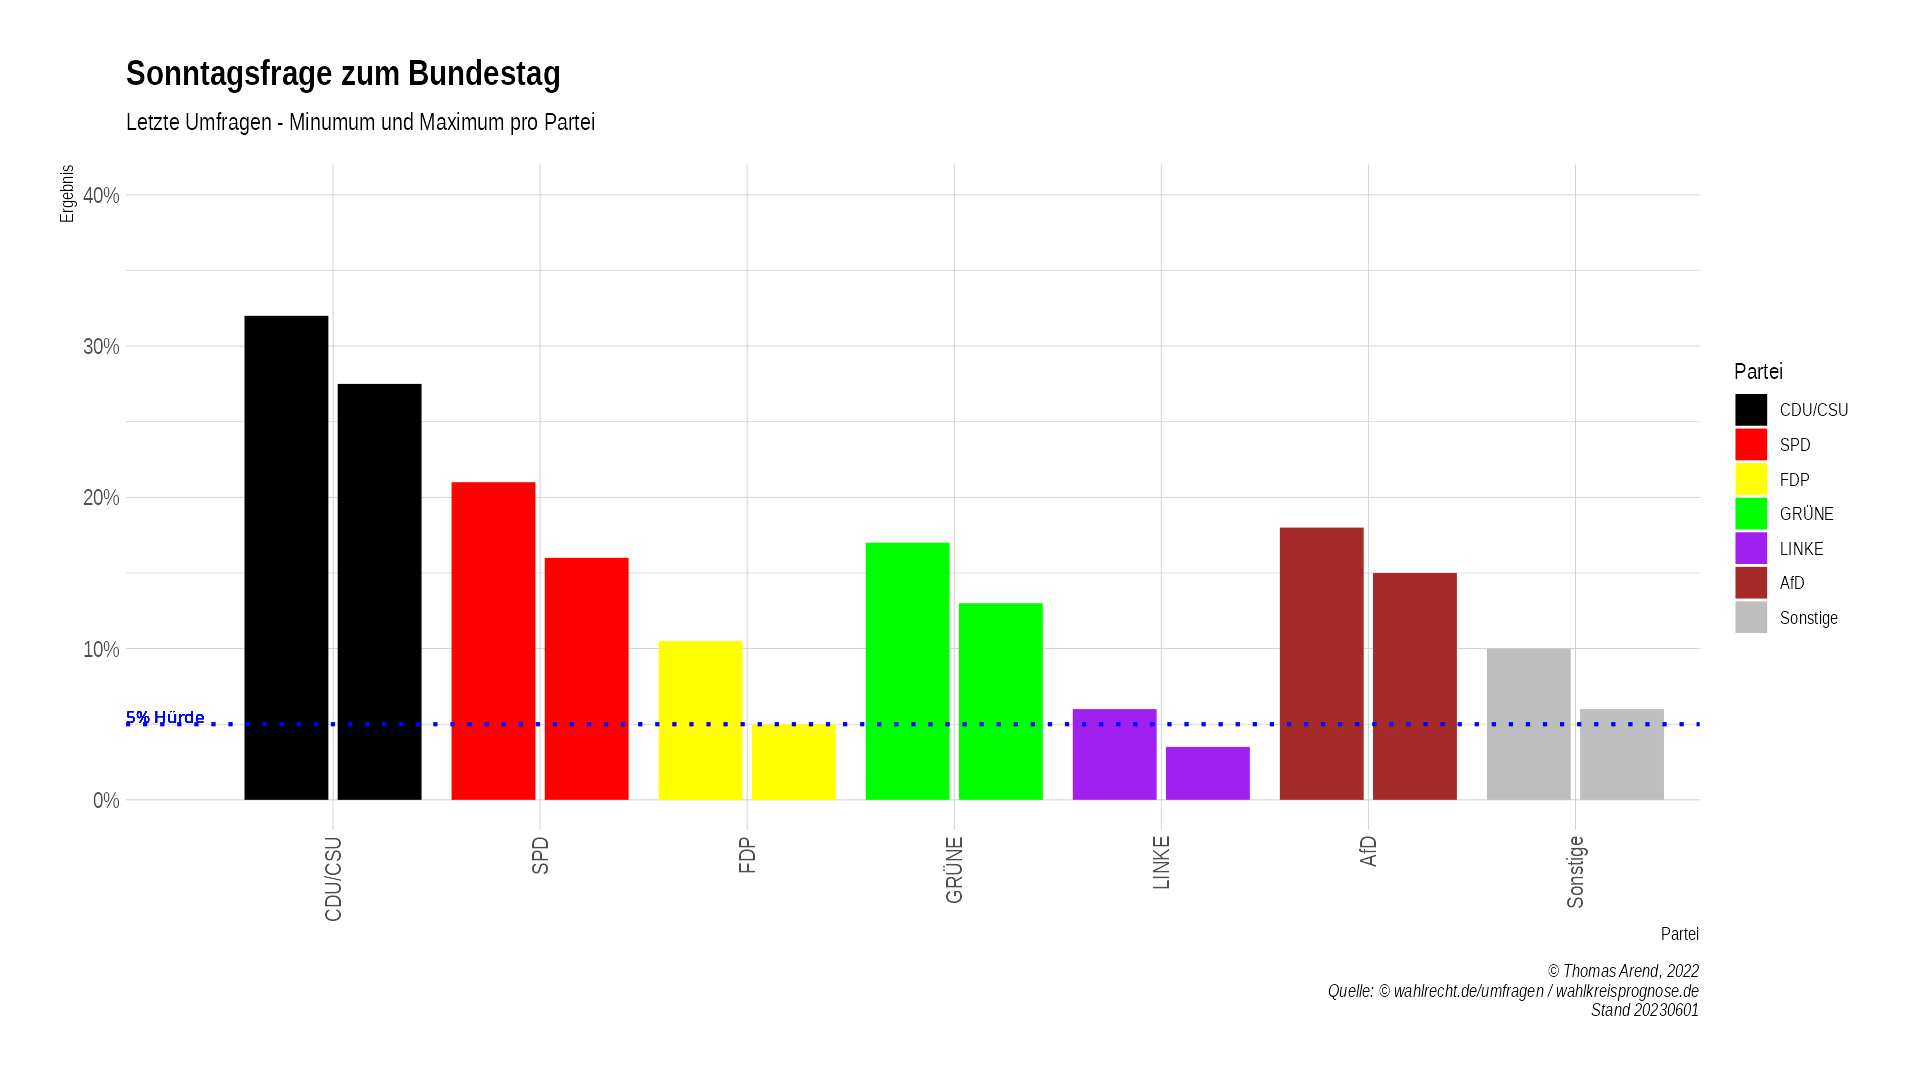 Sonntagsfrage zum Bundestag
Letzte Umfragen - Minumum und Maximum pro Partei
Ergebnis
40%
30%
20%
10%
0%
5% Hürde
CDU/CSU
SPD
FDP
GRÜNE
LINKE
AfD
Sonstige
Partei
Partei
CDU/CSU
SPD
FDP
GRÜNE
LINKE
AfD
Sonstige
© Thomas Arend, 2022
Quelle: © wahlrecht.de/umfragen / wahlkreisprognose.de
Stand 20230601